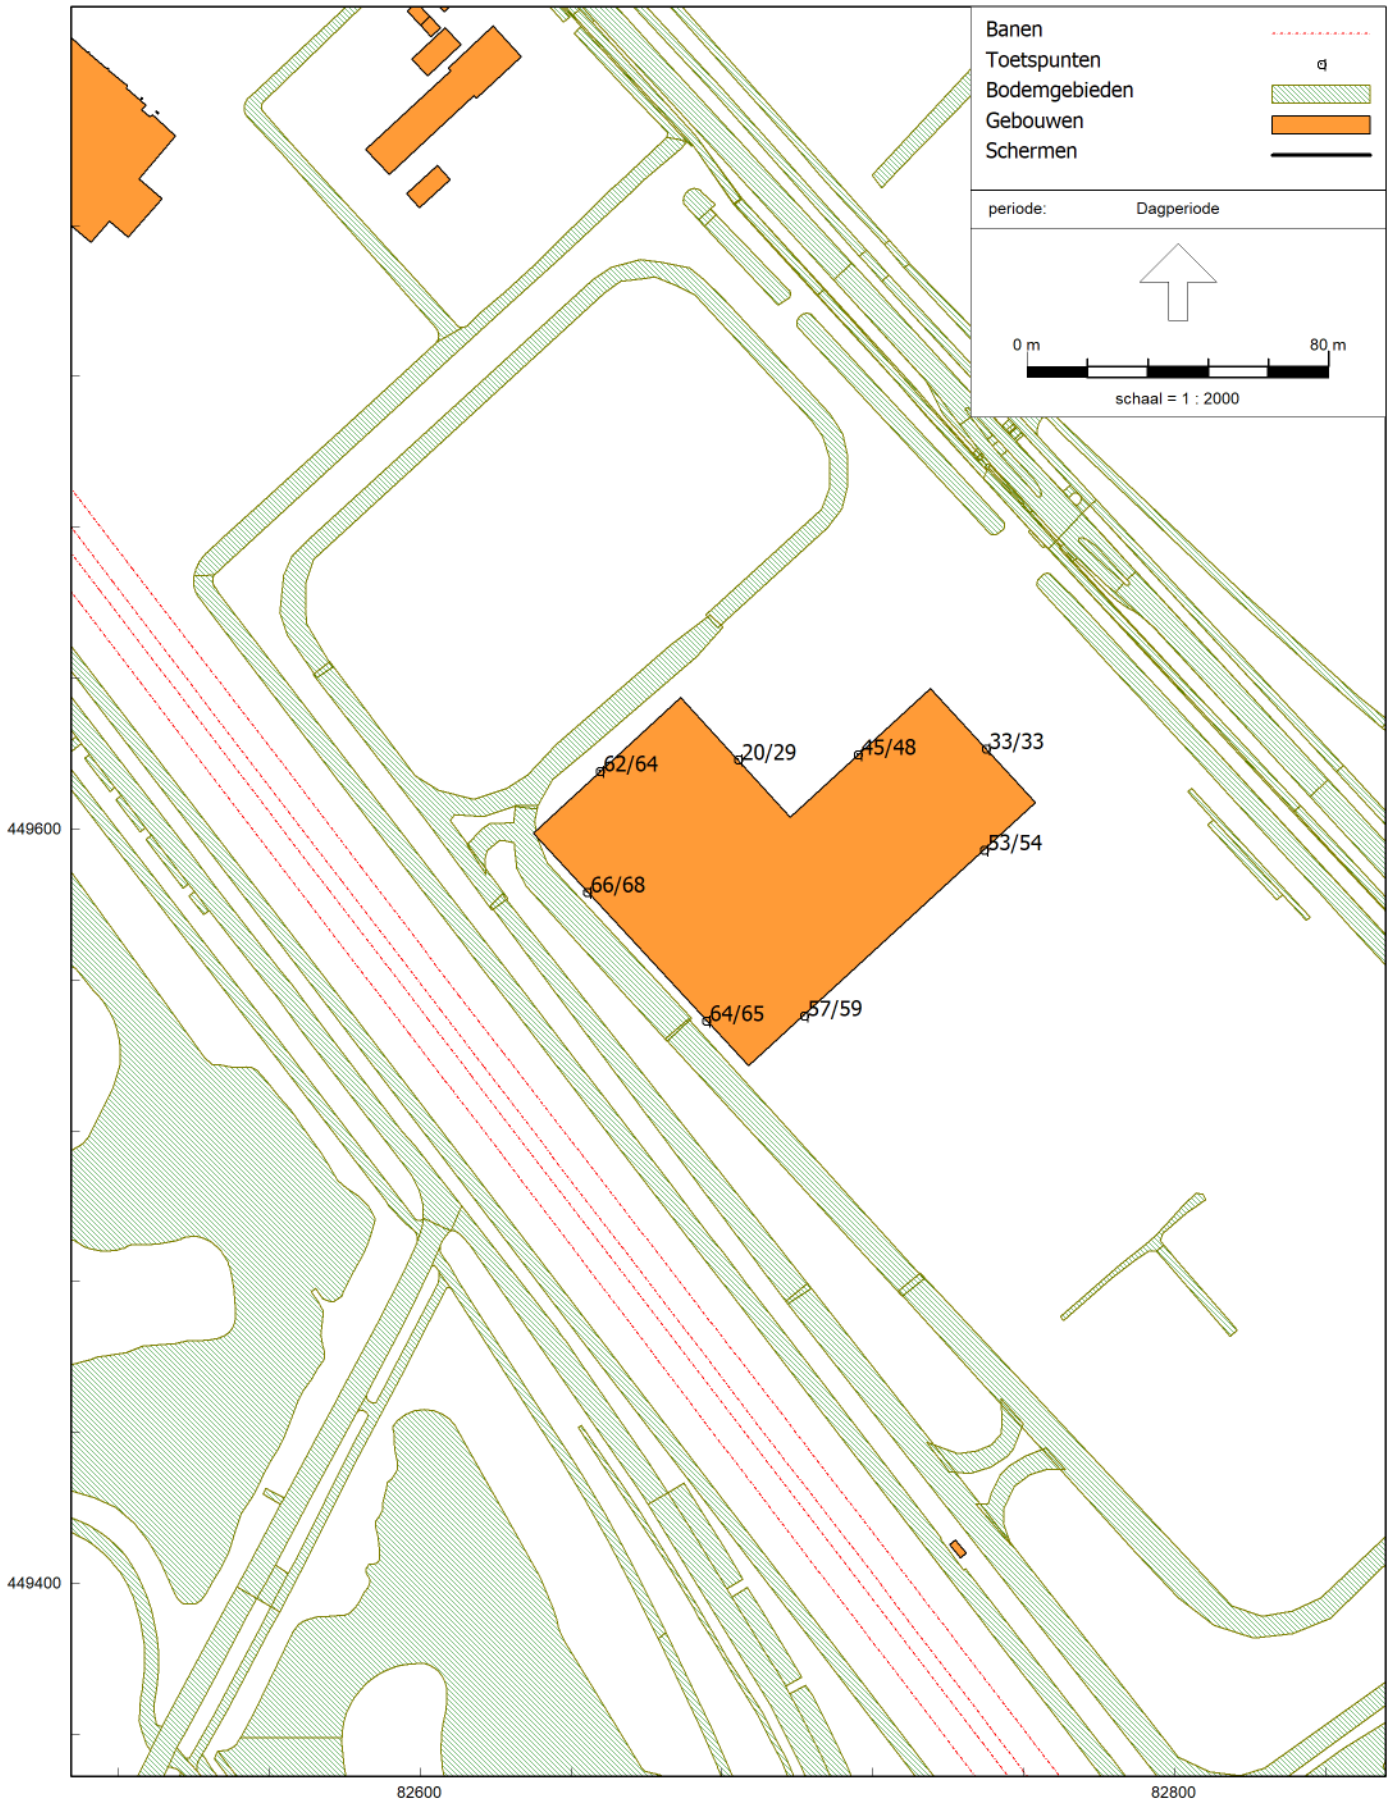 Banen
Toetspunten
Bodemgebieden
Gebouwen
Schermen
periode: Dagperiode
0 m 80 m
schaal = 1 : 2000
33/33
45/48
20/29
62/64
449600
53/54
66/68
57/59
64/65
449400
82600 82800